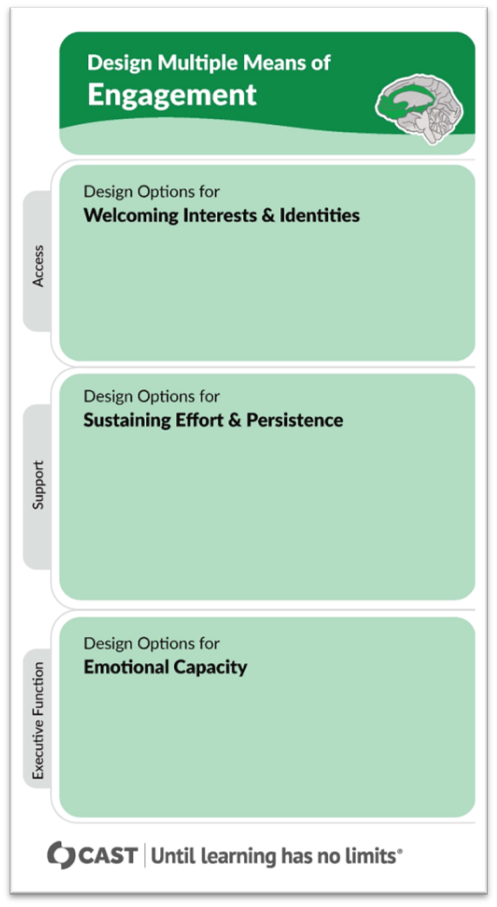 Design Multiple Means of
Engagement
Access
Design Options for
Welcoming Interests & Identities
Support
Design Options for
Sustaining Effort & Persistence
Executive Function
Design Options for
Emotional Capacity
CAST | Until learning has no limits®